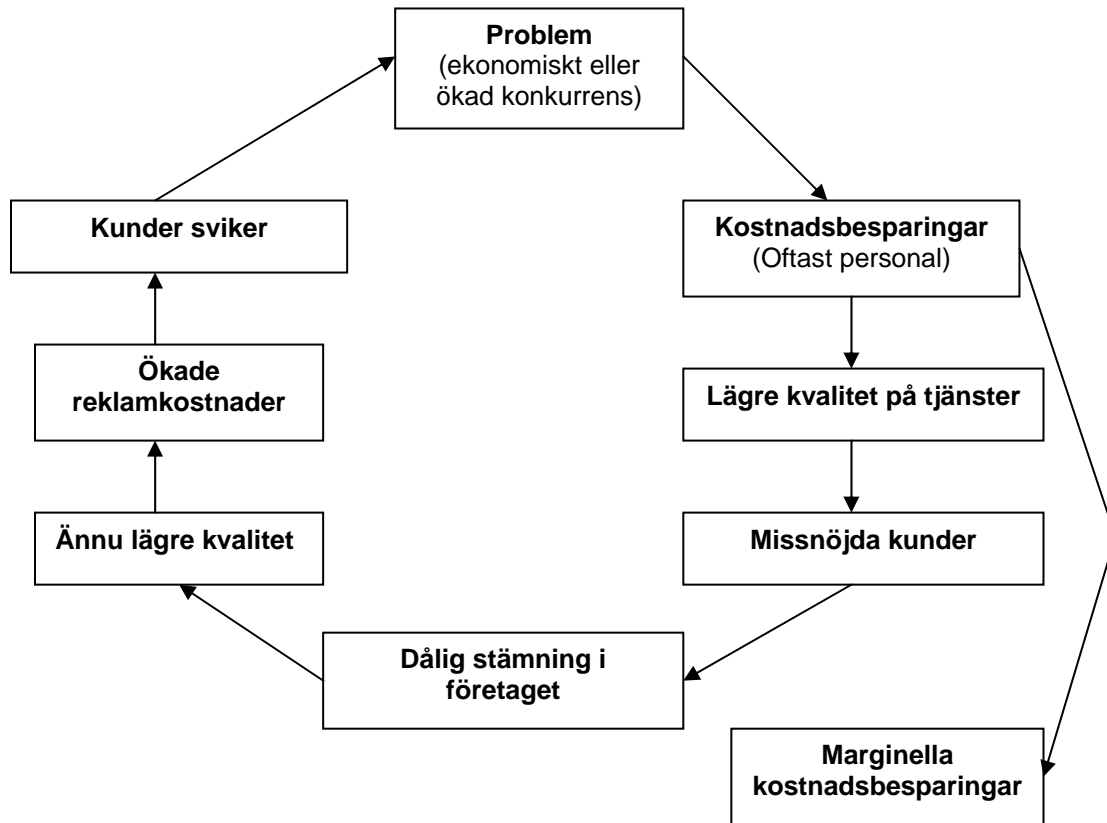 Problem
(ekonomiskt eller
ökad konkurrens)
Kunder sviker
Kostnadsbesparingar
(Oftast personal)
Ökade
reklamkostnader
Lägre kvalitet på tjänster
Ännu lägre kvalitet
Missnöjda kunder
Dålig stämning i
företaget
Marginella
kostnadsbesparingar